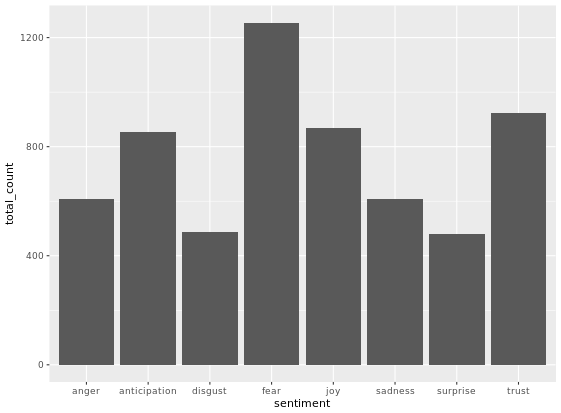 total_count
1200
800
400
0
anger anticipation disgust fear joy sadness surprise trust
sentiment